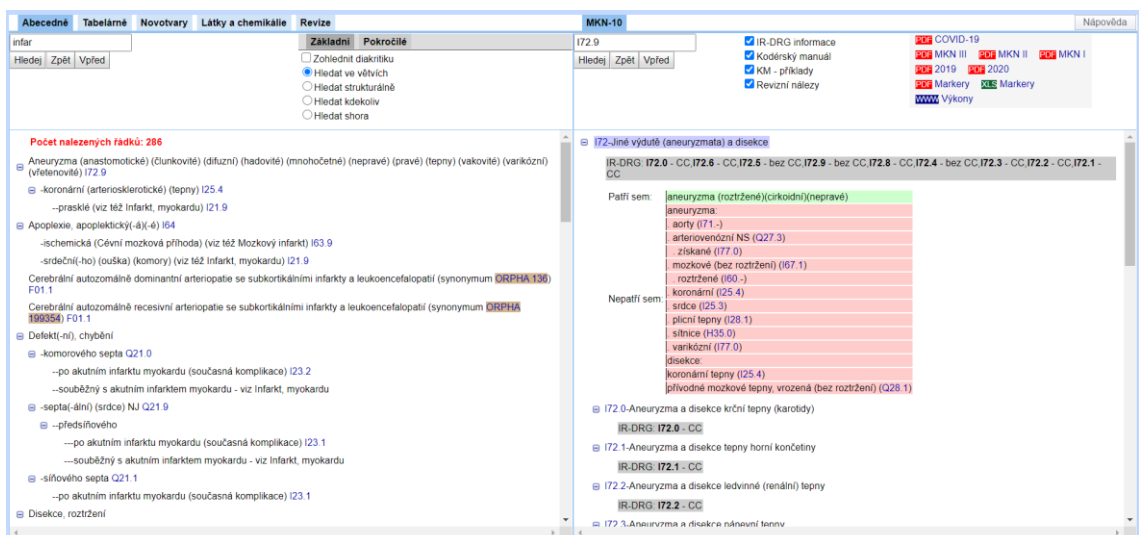 Abecedně Tabelárně Novotvary Látky a chemikálie Revize
infar
Hledej Zpět Vpřed
Základní Pokročilé
Zohlednit diakritiku
Hledat ve větvích
Hledat strukturálně
Hledat kdekoliv
Hledat shora
Počet nalezených řádků: 286
Aneuryzma (anastomotické) (člunkovité) (difuzní) (hadovité) (mnohočetné) (nepravé) (pravé) (tepny) (vakovité) (varikózní)
(vřetenovité) I72.9
-koronární (arteriosklerotické) (tepny) I25.4
--prasklé (viz též Infarkt, myokardu) I21.9
Apoplexie, apoplektický(-á)(-é) I64
-ischemická (Cévní mozková příhoda) (viz též Mozkový infarkt) I63.9
-srdeční(-ho) (ouška) (komory) (viz též Infarkt, myokardu) I21.9
Cerebrální autozomálně dominantní arteriopatie se subkortikálními infarkty a leukoencefalopatií (synonymum ORPHA 136)
F01.1
Cerebrální autozomálně recesivní arteriopatie se subkortikálními infarkty a leukoencefalopatií (synonymum ORPHA
199354) F01.1
Defekt(-ní), chybění
-komorového septa Q21.0
--po akutním infarktu myokardu (současná komplikace) I23.2
--souběžný s akutním infarktem myokardu - viz Infarkt, myokardu
-septa(-ální) (srdce) NJ Q21.9
--předsíňového
---po akutním infarktu myokardu (současná komplikace) I23.1
---souběžný s akutním infarktem myokardu - viz Infarkt, myokardu
-síňového septa Q21.1
--po akutním infarktu myokardu (současná komplikace) I23.1
Disekce, roztržení
MKN-10
Nápověda
I72.9
Hledej Zpět Vpřed
IR-DRG informace
Kodérský manuál
KM - příklady
Revizní nálezy
PDF COVID-19
PDF MKN III PDF MKN II PDF MKN I
PDF 2019 PDF 2020
PDF Markery XLS Markery
WWW Výkony
I72-Jiné výdutě (aneuryzmata) a disekce
IR-DRG: I72.0 - CC,I72.6 - CC,I72.5 - bez CC,I72.9 - bez CC,I72.8 - CC,I72.4 - bez CC,I72.3 - CC,I72.2 - CC,I72.1 -
CC
Patří sem: aneuryzma (roztržené)(cirkoidní)(nepravé)
Nepatří sem:
aneuryzma:
. aorty (I71.-)
. arteriovenózní NS (Q27.3)
. . získané (I77.0)
. mozkové (bez roztržení) (I67.1)
. . roztržené (I60.-)
. koronární (I25.4)
. srdce (I25.3)
. plicní tepny (I28.1)
. sítnice (H35.0)
. varikózní (I77.0)
disekce:
koronární tepny (I25.4)
přívodné mozkové tepny, vrozená (bez roztržení) (Q28.1)
I72.0-Aneuryzma a disekce krční tepny (karotidy)
IR-DRG: I72.0 - CC
I72.1-Aneuryzma a disekce tepny horní končetiny
IR-DRG: I72.1 - CC
I72.2-Aneuryzma a disekce ledvinné (renální) tepny
IR-DRG: I72.2 - CC
I72.3-Aneuryzma a disekce pánevní tepny